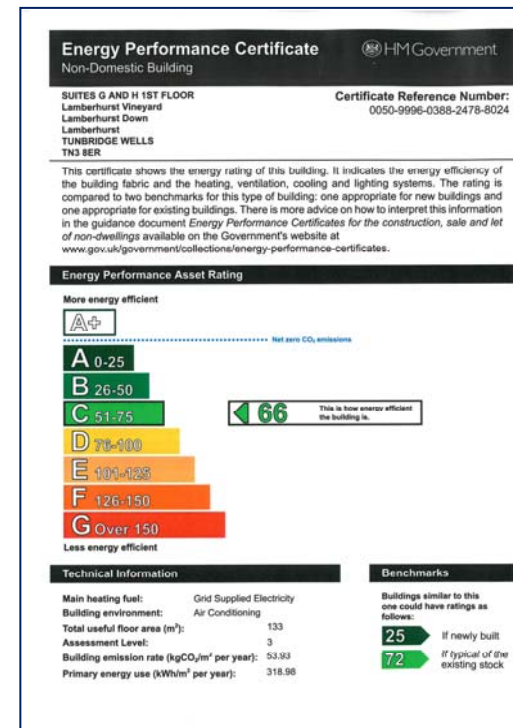 Energy Performance Certificate
HM Government
Non-Domestic Building
SUITES G AND H 1ST FLOOR
Lamberhurst Vineyard
Lamberhurst Down
Lamberhurst
TUNBRIDGE WELLS
TN3 8ER
Certificate Reference Number:
0050-9996-0388-2478-8024
This certificate shows the energy rating of this building. It indicates the energy efficiency of
the building fabric and the heating, ventilation, cooling and lighting systems. The rating is
compared to two benchmarks for this type of building: one appropriate for new buildings and
one appropriate for existing buildings. There is more advice on how to interpret this information
in the guidance document Energy Performance Certificates for the construction, sale and let
of non-dwellings available on the Government's website at
www.gov.uk/government/collections/energy-performance-certificates.
Energy Performance Asset Rating
More energy efficient
A+
Net zero CO₂ emissions
A 0-25
B 26-50
C 51-75
66
This is how energy efficient
the building is.
D 76-100
E 101-125
F 126-150
G Over 150
Less energy efficient
Technical Information
Main heating fuel: Grid Supplied Electricity
Building environment: Air Conditioning
Total useful floor area (m²): 133
Assessment Level: 3
Building emission rate (kgCO₂/m² per year): 53.93
Primary energy use (kWh/m² per year): 318.98
Benchmarks
Buildings similar to this
one could have ratings as
follows:
25 If newly built
72 If typical of the
existing stock